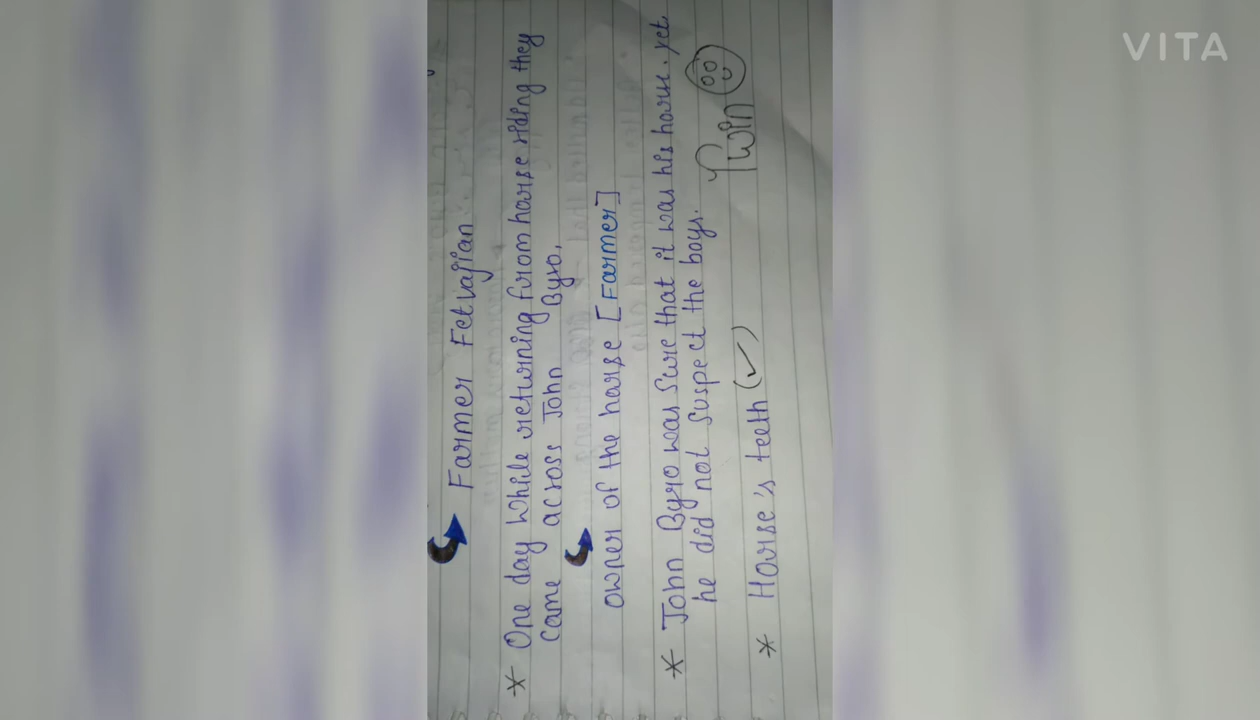 Farmer Fetvajian
* One day while returning from horse riding they
came across John Byro.
owner of the horse [Farmer]
* John Byro was sure that it was his horse. yet
he did not suspect the boys.
Twin
* Horse's teeth (✓)
VITA